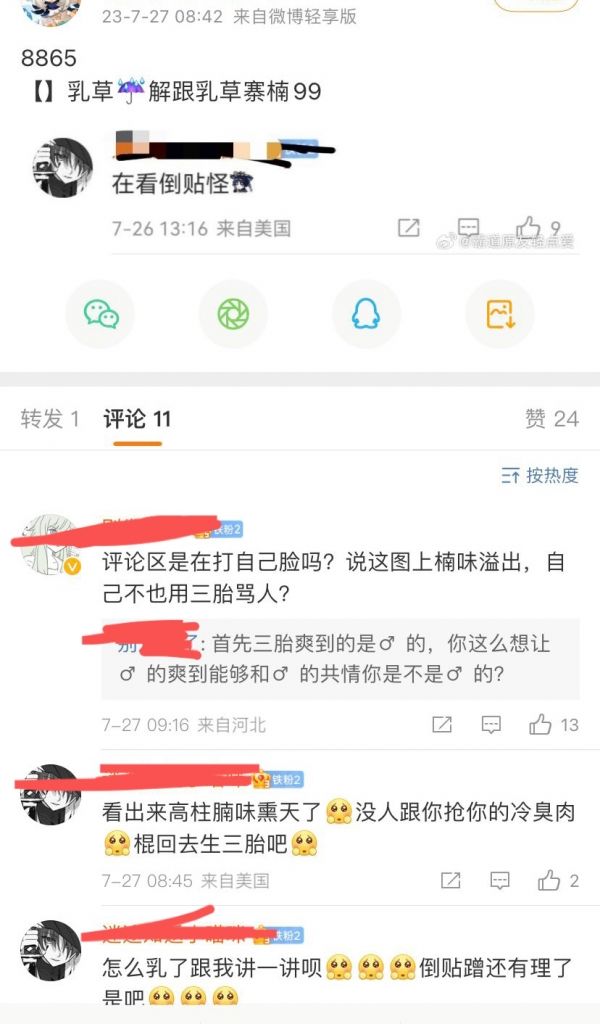 23-7-27 08:42 来自微博轻享版
8865
【】乳草☔解跟乳草寨楠99
在看倒贴怪
7-26 13:16 来自美国
9
转发 1 评论 11 赞 24
按热度
铁粉2
评论区是在打自己脸吗？说这图上楠味溢出，自
己不也用三胎骂人？
了: 首先三胎爽到的是♂ 的，你这么想让
♂ 的爽到能够和♂ 的共情你是不是♂ 的?
7-27 09:16 来自河北
13
铁粉2
看出来高柱腩味熏天了🥺没人跟你抢你的冷臭肉
🥺棍回去生三胎吧🥺
7-27 08:45 来自美国
2
铁粉2
怎么乳了跟我讲一讲呗🥺🥺🥺倒贴蹭还有理了
是吧🥺🥺🥺